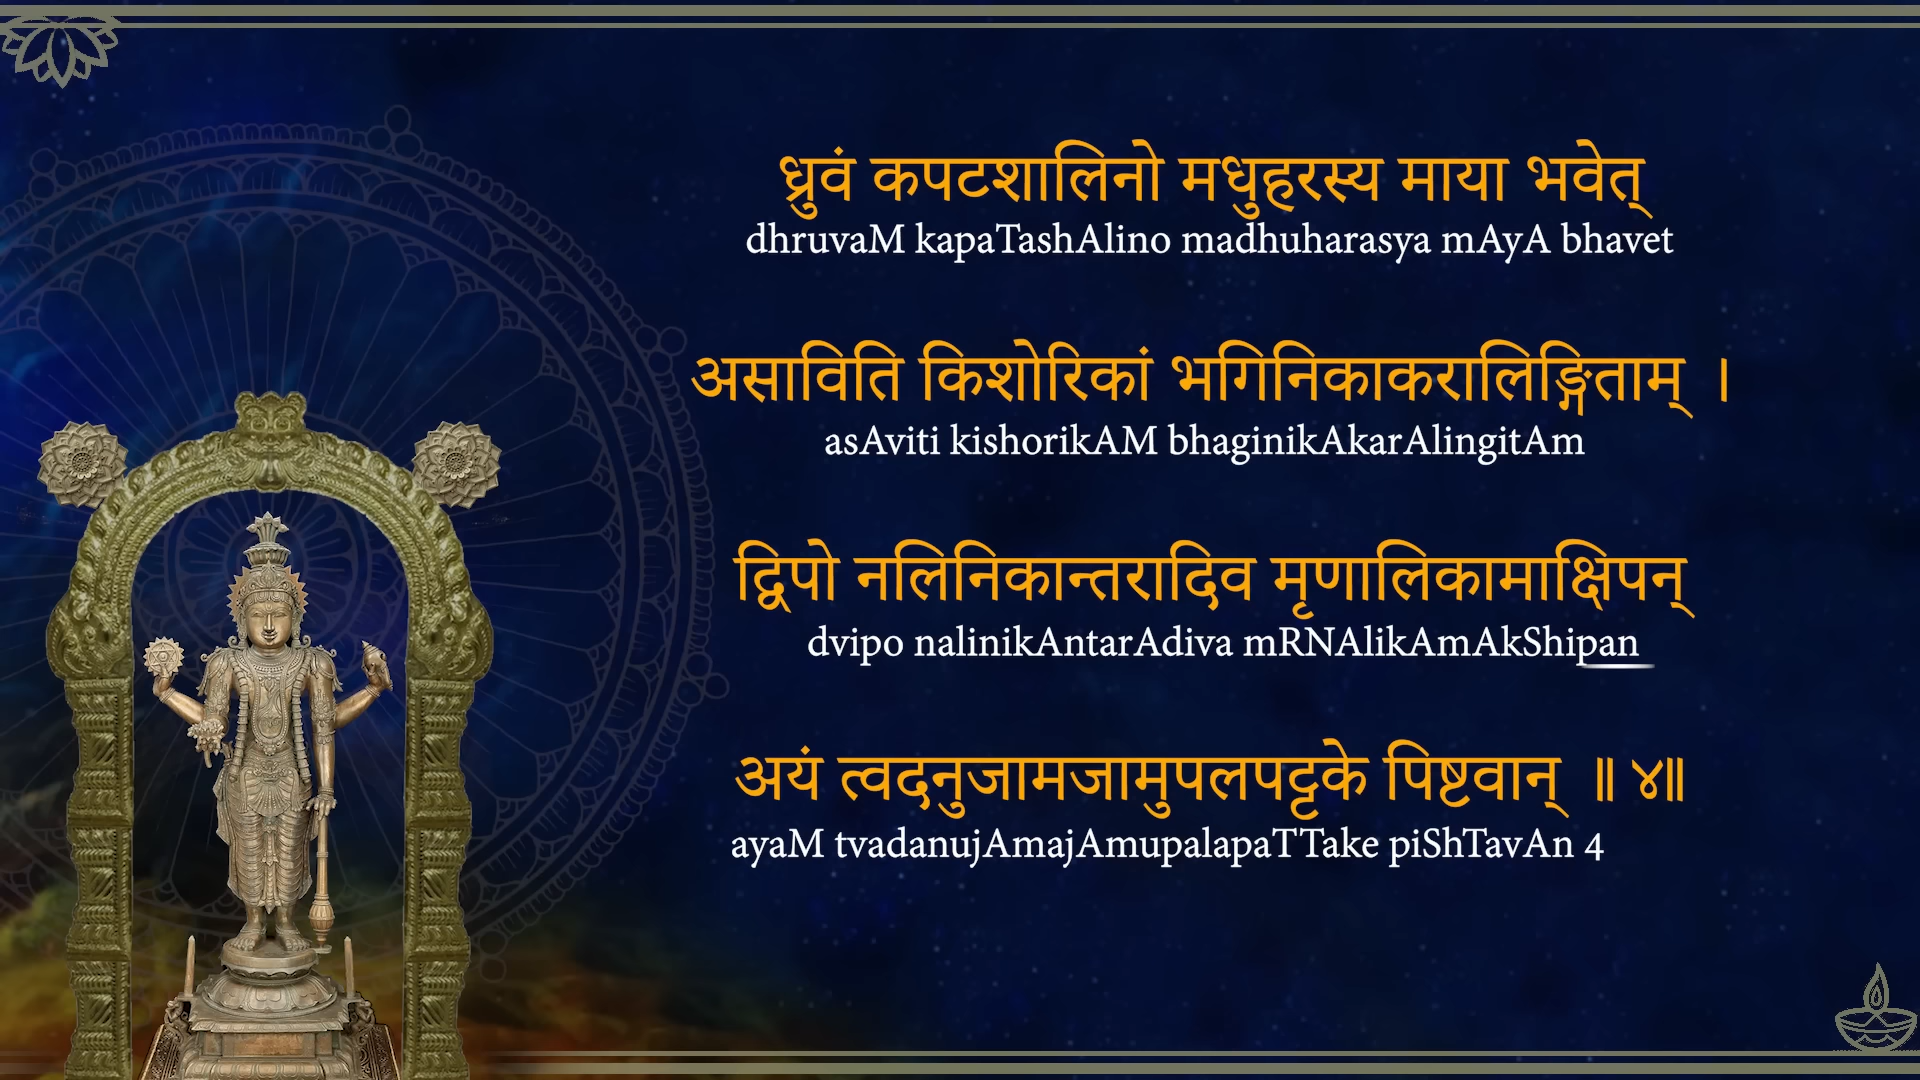 ध्रुवं कपटशालिनो मधुहरस्य माया भवेत्
dhruvaM kapaTashAlino madhuharasya mAyA bhavet
असाविति किशोरिकां भगिनिकाकरालिङ्गिताम् ।
asAviti kishorikAM bhaginikAkarAlingitAm
द्विपो नलिनिकान्तरादिव मृणालिकामाक्षिपन्
dvipo nalinikAntarAdiva mRNAlikAmAkShipan
अयं त्वदनुजामजामुपलपट्टके पिष्टवान् ॥ ४॥
ayaM tvadanujAmajAmupalapaTTake piShTavAn 4